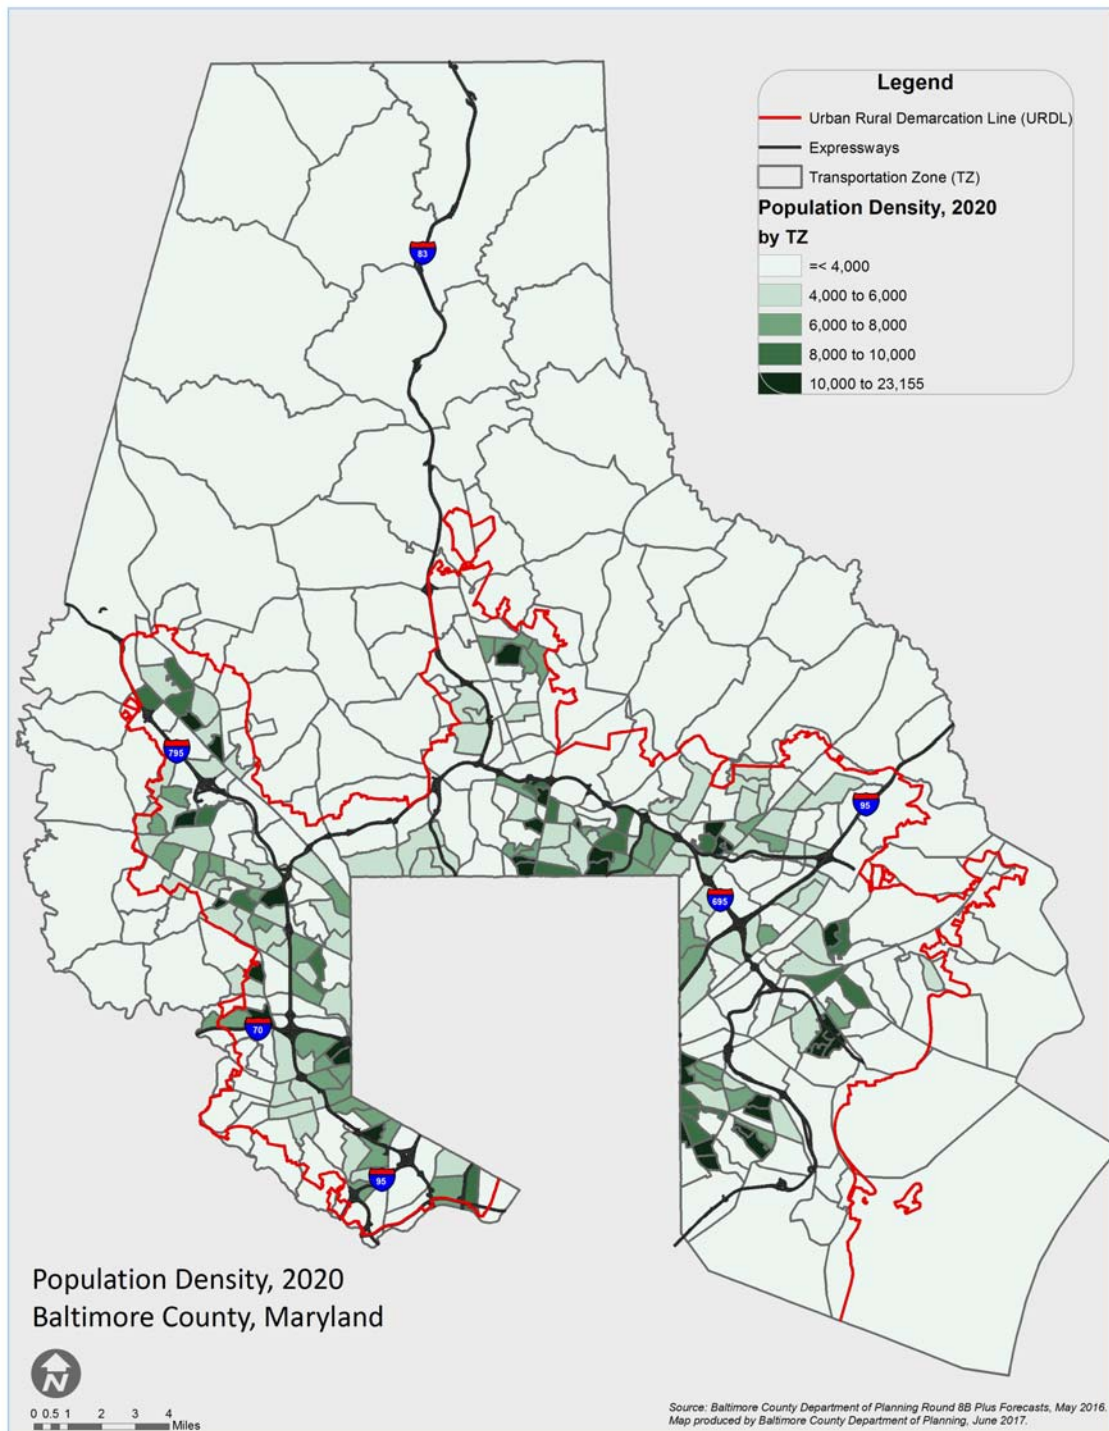 Legend
Urban Rural Demarcation Line (URDL)
Expressways
Transportation Zone (TZ)
Population Density, 2020
by TZ
=< 4,000
4,000 to 6,000
6,000 to 8,000
8,000 to 10,000
10,000 to 23,155
83
795
95
695
70
95
Population Density, 2020
Baltimore County, Maryland
N
0 0.5 1 2 3 4
Miles
Source: Baltimore County Department of Planning Round 8B Plus Forecasts, May 2016.
Map produced by Baltimore County Department of Planning, June 2017.